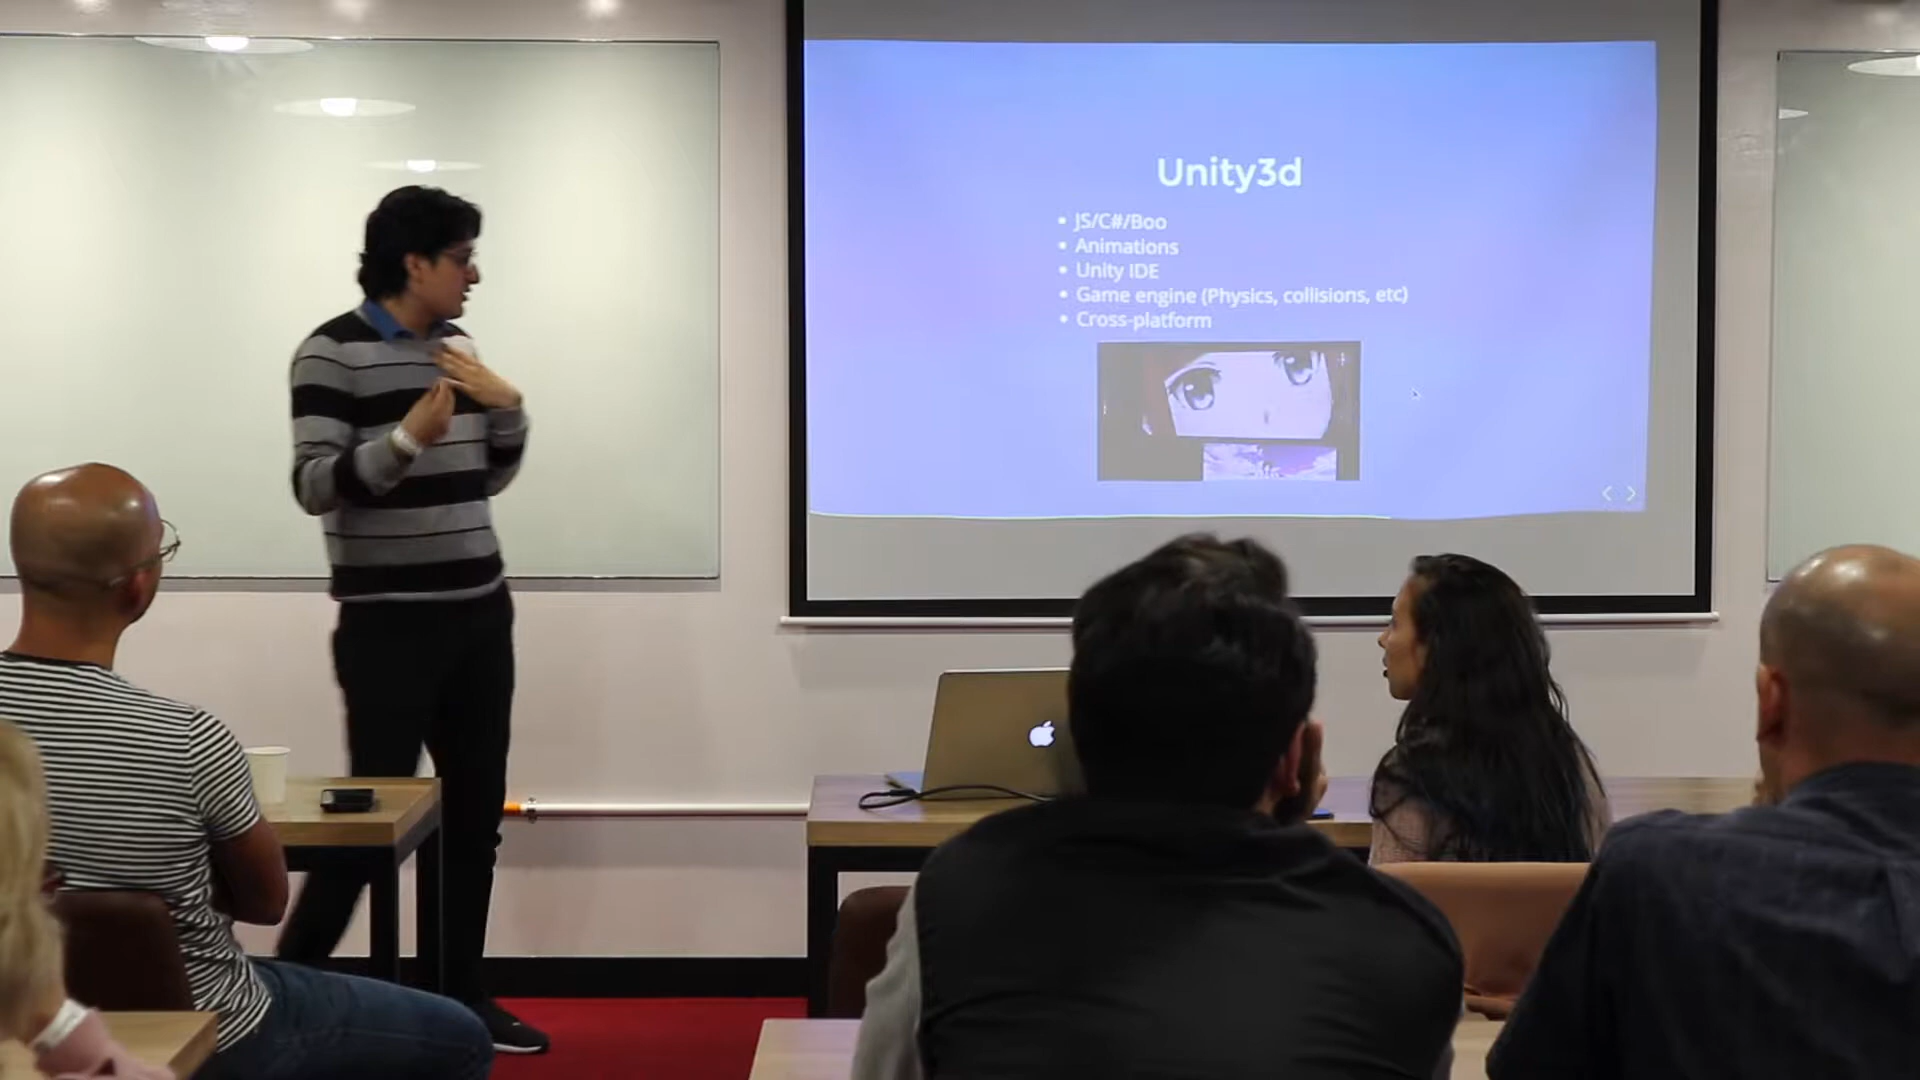 Unity3d
JS/C#/Boo
Animations
Unity IDE
Game engine (Physics, collisions, etc)
Cross-platform